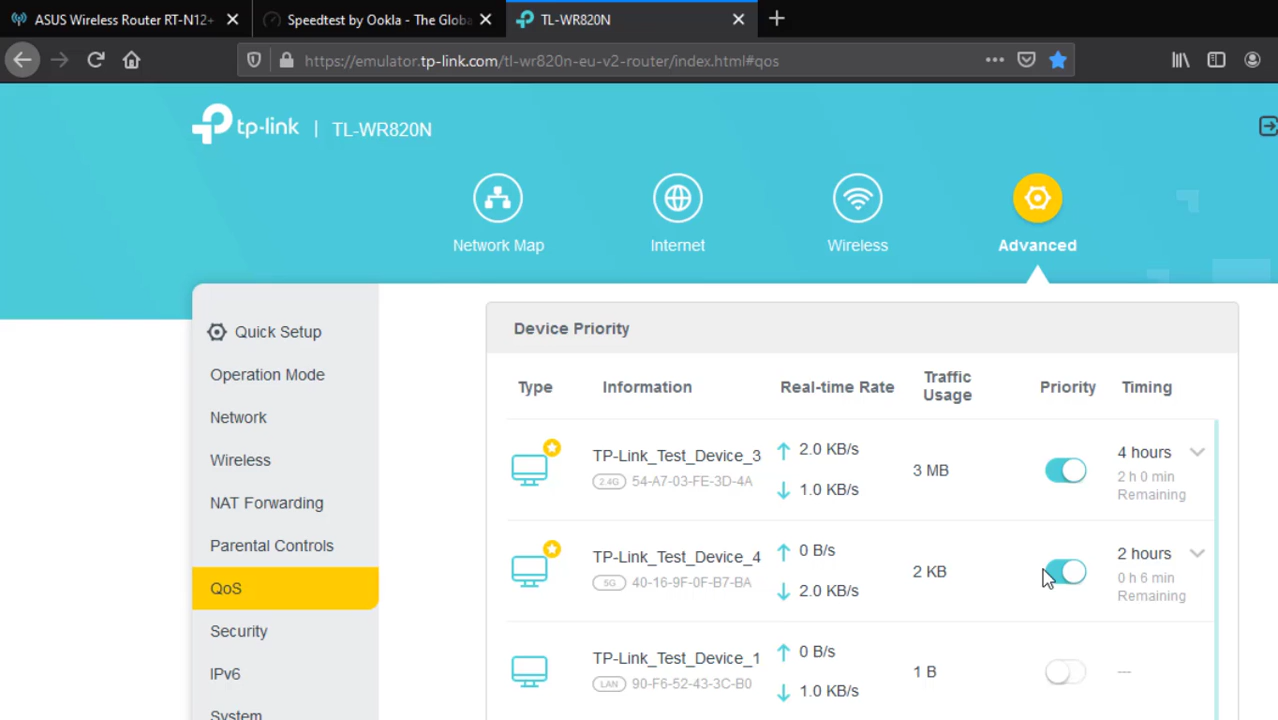 ASUS Wireless Router RT-N12+
Speedtest by Ookla - The Globa
TL-WR820N
https://emulator.tp-link.com/tl-wr820n-eu-v2-router/index.html#qos
tp-link | TL-WR820N
Network Map
Internet
Wireless
Advanced
Quick Setup
Operation Mode
Network
Wireless
NAT Forwarding
Parental Controls
QoS
Security
IPv6
System
Device Priority
Type
Information
Real-time Rate
Traffic
Usage
Priority
Timing
TP-Link_Test_Device_3
2.4G 54-A7-03-FE-3D-4A
2.0 KB/s
1.0 KB/s
3 MB
4 hours
2 h 0 min
Remaining
TP-Link_Test_Device_4
5G 40-16-9F-0F-B7-BA
0 B/s
2.0 KB/s
2 KB
2 hours
0 h 6 min
Remaining
TP-Link_Test_Device_1
LAN 90-F6-52-43-3C-B0
0 B/s
1.0 KB/s
1 B
---